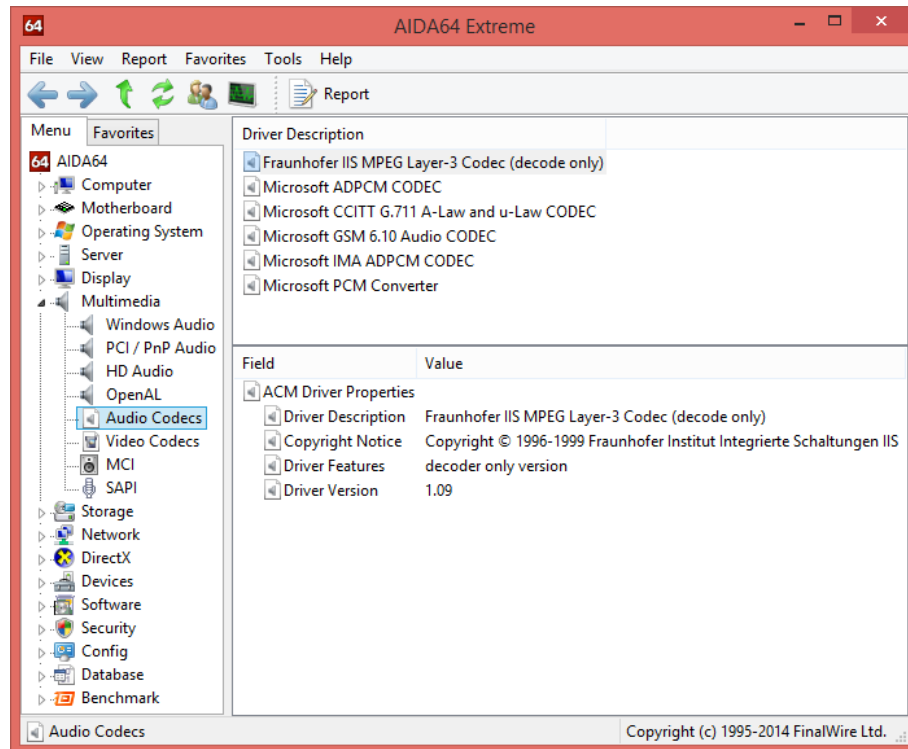 64 AIDA64 Extreme
File View Report Favorites Tools Help
Report
Menu Favorites
64 AIDA64
Computer
Motherboard
Operating System
Server
Display
Multimedia
Windows Audio
PCI / PnP Audio
HD Audio
OpenAL
Audio Codecs
Video Codecs
MCI
SAPI
Storage
Network
DirectX
Devices
Software
Security
Config
Database
Benchmark
Driver Description
Fraunhofer IIS MPEG Layer-3 Codec (decode only)
Microsoft ADPCM CODEC
Microsoft CCITT G.711 A-Law and u-Law CODEC
Microsoft GSM 6.10 Audio CODEC
Microsoft IMA ADPCM CODEC
Microsoft PCM Converter
Field Value
ACM Driver Properties
Driver Description Fraunhofer IIS MPEG Layer-3 Codec (decode only)
Copyright Notice Copyright © 1996-1999 Fraunhofer Institut Integrierte Schaltungen IIS
Driver Features decoder only version
Driver Version 1.09
Audio Codecs Copyright (c) 1995-2014 FinalWire Ltd.